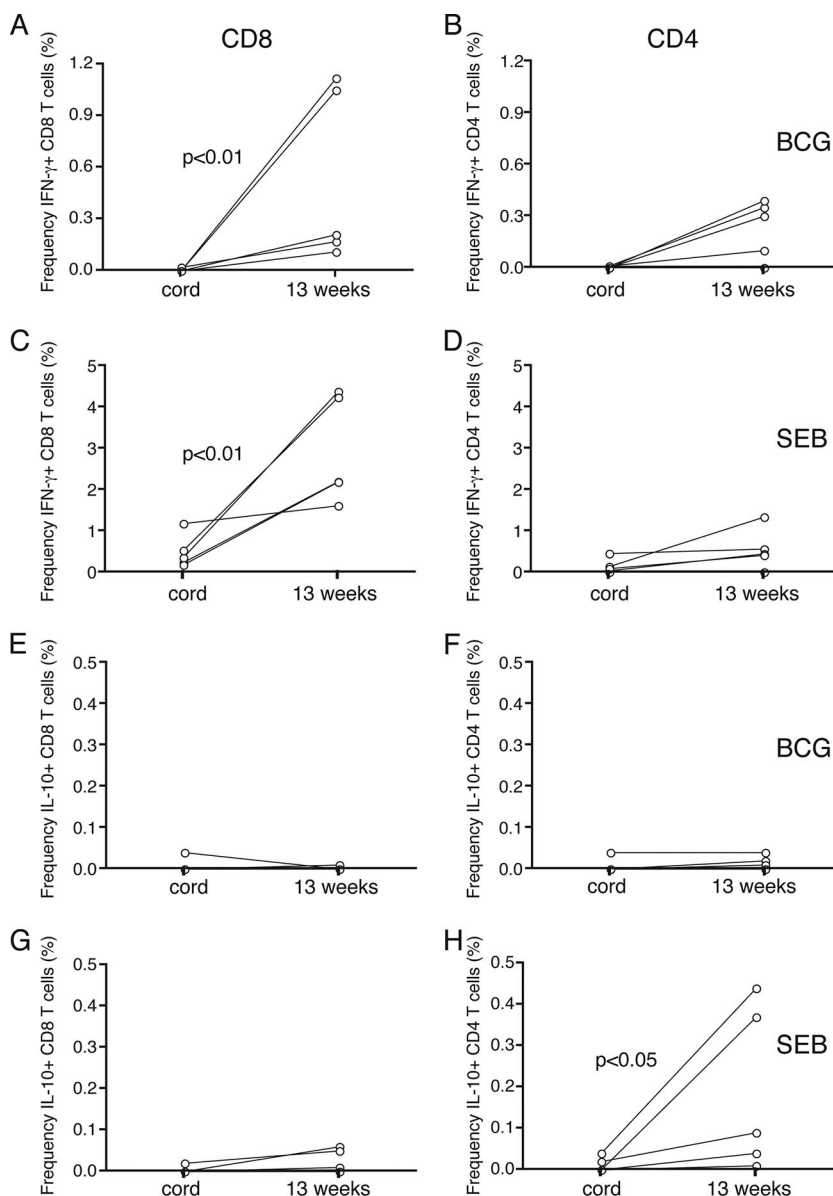 A
CD8
Frequency IFN-γ+ CD8 T cells (%)
1.2
0.9
0.6
0.3
0.0
p<0.01
cord
13 weeks
B
CD4
Frequency IFN-γ+ CD4 T cells (%)
1.2
0.9
0.6
0.3
0.0
BCG
cord
13 weeks
C
Frequency IFN-γ+ CD8 T cells (%)
5
4
3
2
1
0
p<0.01
cord
13 weeks
D
Frequency IFN-γ+ CD4 T cells (%)
5
4
3
2
1
0
SEB
cord
13 weeks
E
Frequency IL-10+ CD8 T cells (%)
0.5
0.4
0.3
0.2
0.1
0.0
cord
13 weeks
F
Frequency IL-10+ CD4 T cells (%)
0.5
0.4
0.3
0.2
0.1
0.0
BCG
cord
13 weeks
G
Frequency IL-10+ CD8 T cells (%)
0.5
0.4
0.3
0.2
0.1
0.0
cord
13 weeks
H
Frequency IL-10+ CD4 T cells (%)
0.5
0.4
0.3
0.2
0.1
0.0
p<0.05
SEB
cord
13 weeks